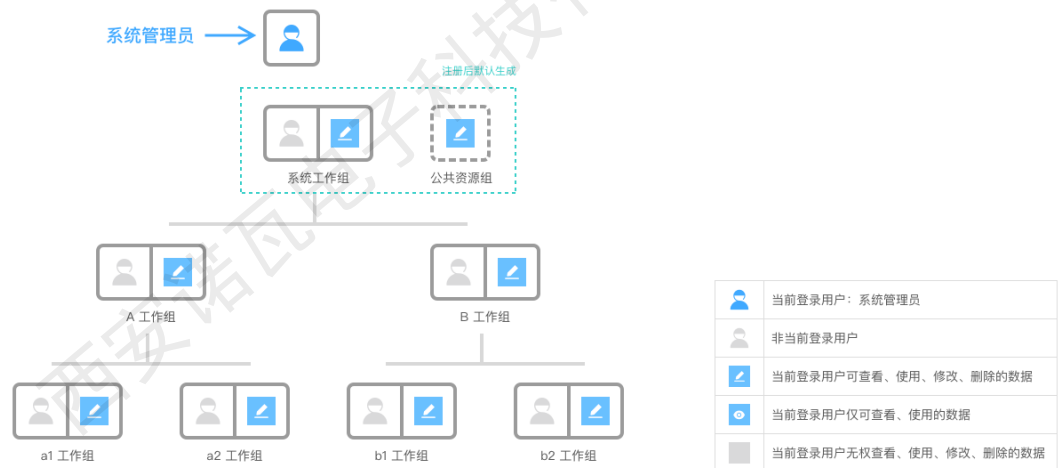 系统管理员
注册后默认生成
系统工作组
公共资源组
A 工作组
B 工作组
a1 工作组
a2 工作组
b1 工作组
b2 工作组
当前登录用户：系统管理员
非当前登录用户
当前登录用户可查看、使用、修改、删除的数据
当前登录用户仅可查看、使用的数据
当前登录用户无权查看、使用、修改、删除的数据
西安诺瓦电子科技